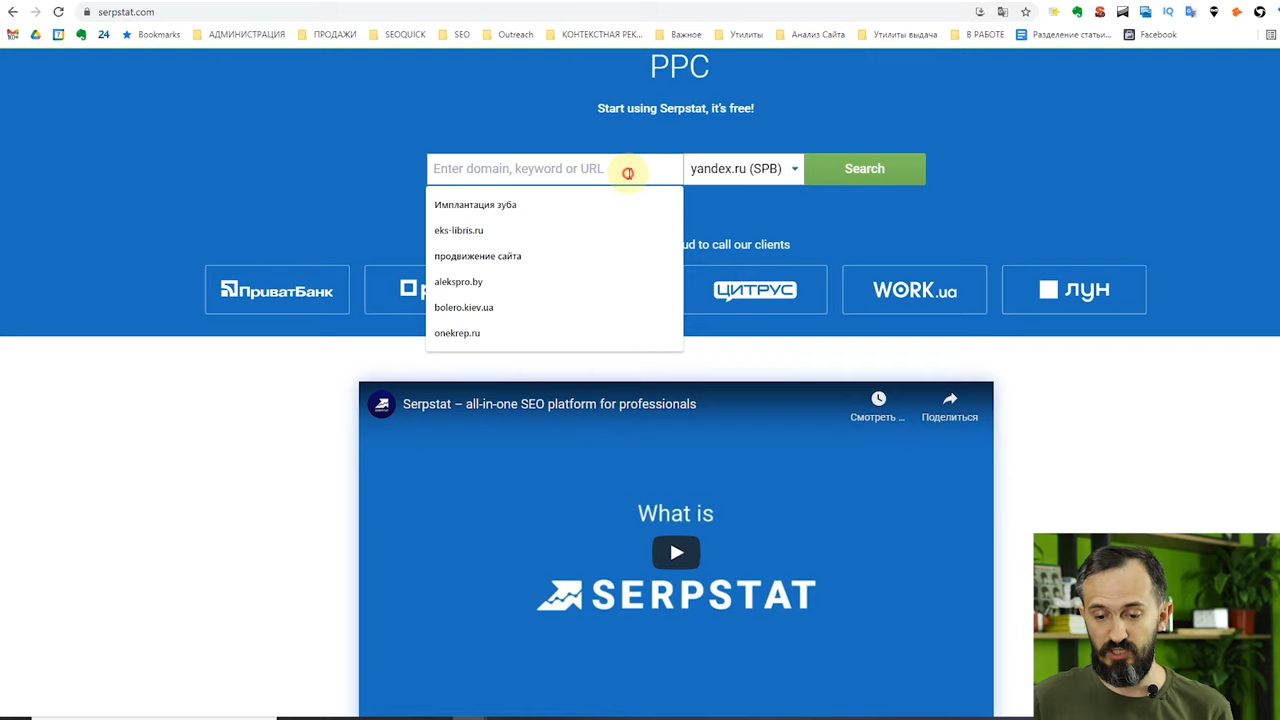 serpstat.com
24
Bookmarks
АДМИНИСТРАЦИЯ
ПРОДАЖИ
SEOQUICK
SEO
Outreach
КОНТЕКСТНАЯ РЕК...
Важное
Утилиты
Анализ Сайта
Утилиты выдача
В РАБОТЕ
Разделение статьи...
Facebook
PPC
Start using Serpstat, it's free!
Enter domain, keyword or URL
yandex.ru (SPB)
Search
Имплантация зуба
eks-libris.ru
продвижение сайта
alekspro.by
bolero.kiev.ua
onekrep.ru
ud to call our clients
ПриватБанк
ЦИТРУС
WORK.ua
ЛУН
Serpstat – all-in-one SEO platform for professionals
Смотреть ...
Поделиться
What is
SERPSTAT